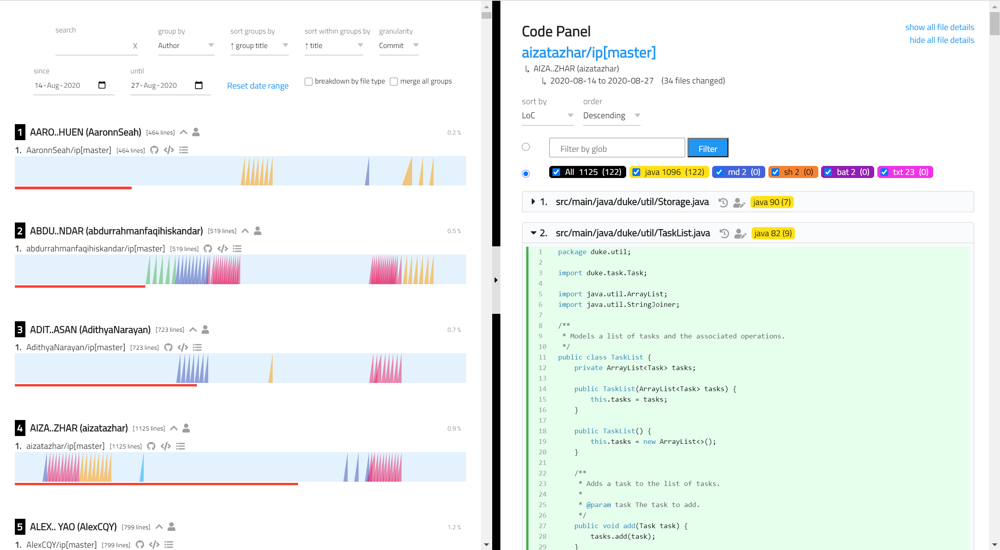 search
X
group by
Author
sort groups by
↑ group title
sort within groups by
↑ title
granularity
Commit
since
14-Aug-2020
until
27-Aug-2020
Reset date range
breakdown by file type
merge all groups
1 AARO..HUEN (AaronnSeah) [464 lines] 0.2 %
1. AaronnSeah/ip[master] [464 lines]
2 ABDU..NDAR (abdurrahmanfaqihiskandar) [519 lines] 0.5 %
1. abdurrahmanfaqihiskandar/ip[master] [519 lines]
3 ADIT..ASAN (AdithyaNarayan) [723 lines] 0.7 %
1. AdithyaNarayan/ip[master] [723 lines]
4 AIZA..ZHAR (aizatazhar) [1125 lines] 0.9 %
1. aizatazhar/ip[master] [1125 lines]
5 ALEX.. YAO (AlexCQY) [799 lines] 1.2 %
1. AlexCQY/ip[master] [799 lines]
Code Panel
show all file details
hide all file details
aizatazhar/ip[master]
↳ AIZA..ZHAR (aizatazhar)
↳ 2020-08-14 to 2020-08-27 (34 files changed)
sort by
LoC
order
Descending
Filter by glob
Filter
All 1125 (122) java 1096 (122) md 2 (0) sh 2 (0) bat 2 (0) txt 23 (0)
1. src/main/java/duke/util/Storage.java java 90 (7)
2. src/main/java/duke/util/TaskList.java java 82 (9)
1 package duke.util;
2
3 import duke.task.Task;
4
5 import java.util.ArrayList;
6 import java.util.StringJoiner;
7
8 /**
9 * Models a list of tasks and the associated operations.
10 */
11 public class TaskList {
12 private ArrayList<Task> tasks;
13
14 public TaskList(ArrayList<Task> tasks) {
15 this.tasks = tasks;
16 }
17
18 public TaskList() {
19 this.tasks = new ArrayList<>();
20 }
21
22 /**
23 * Adds a task to the list of tasks.
24 *
25 * @param task The task to add.
26 */
27 public void add(Task task) {
28 tasks.add(task);
29 }